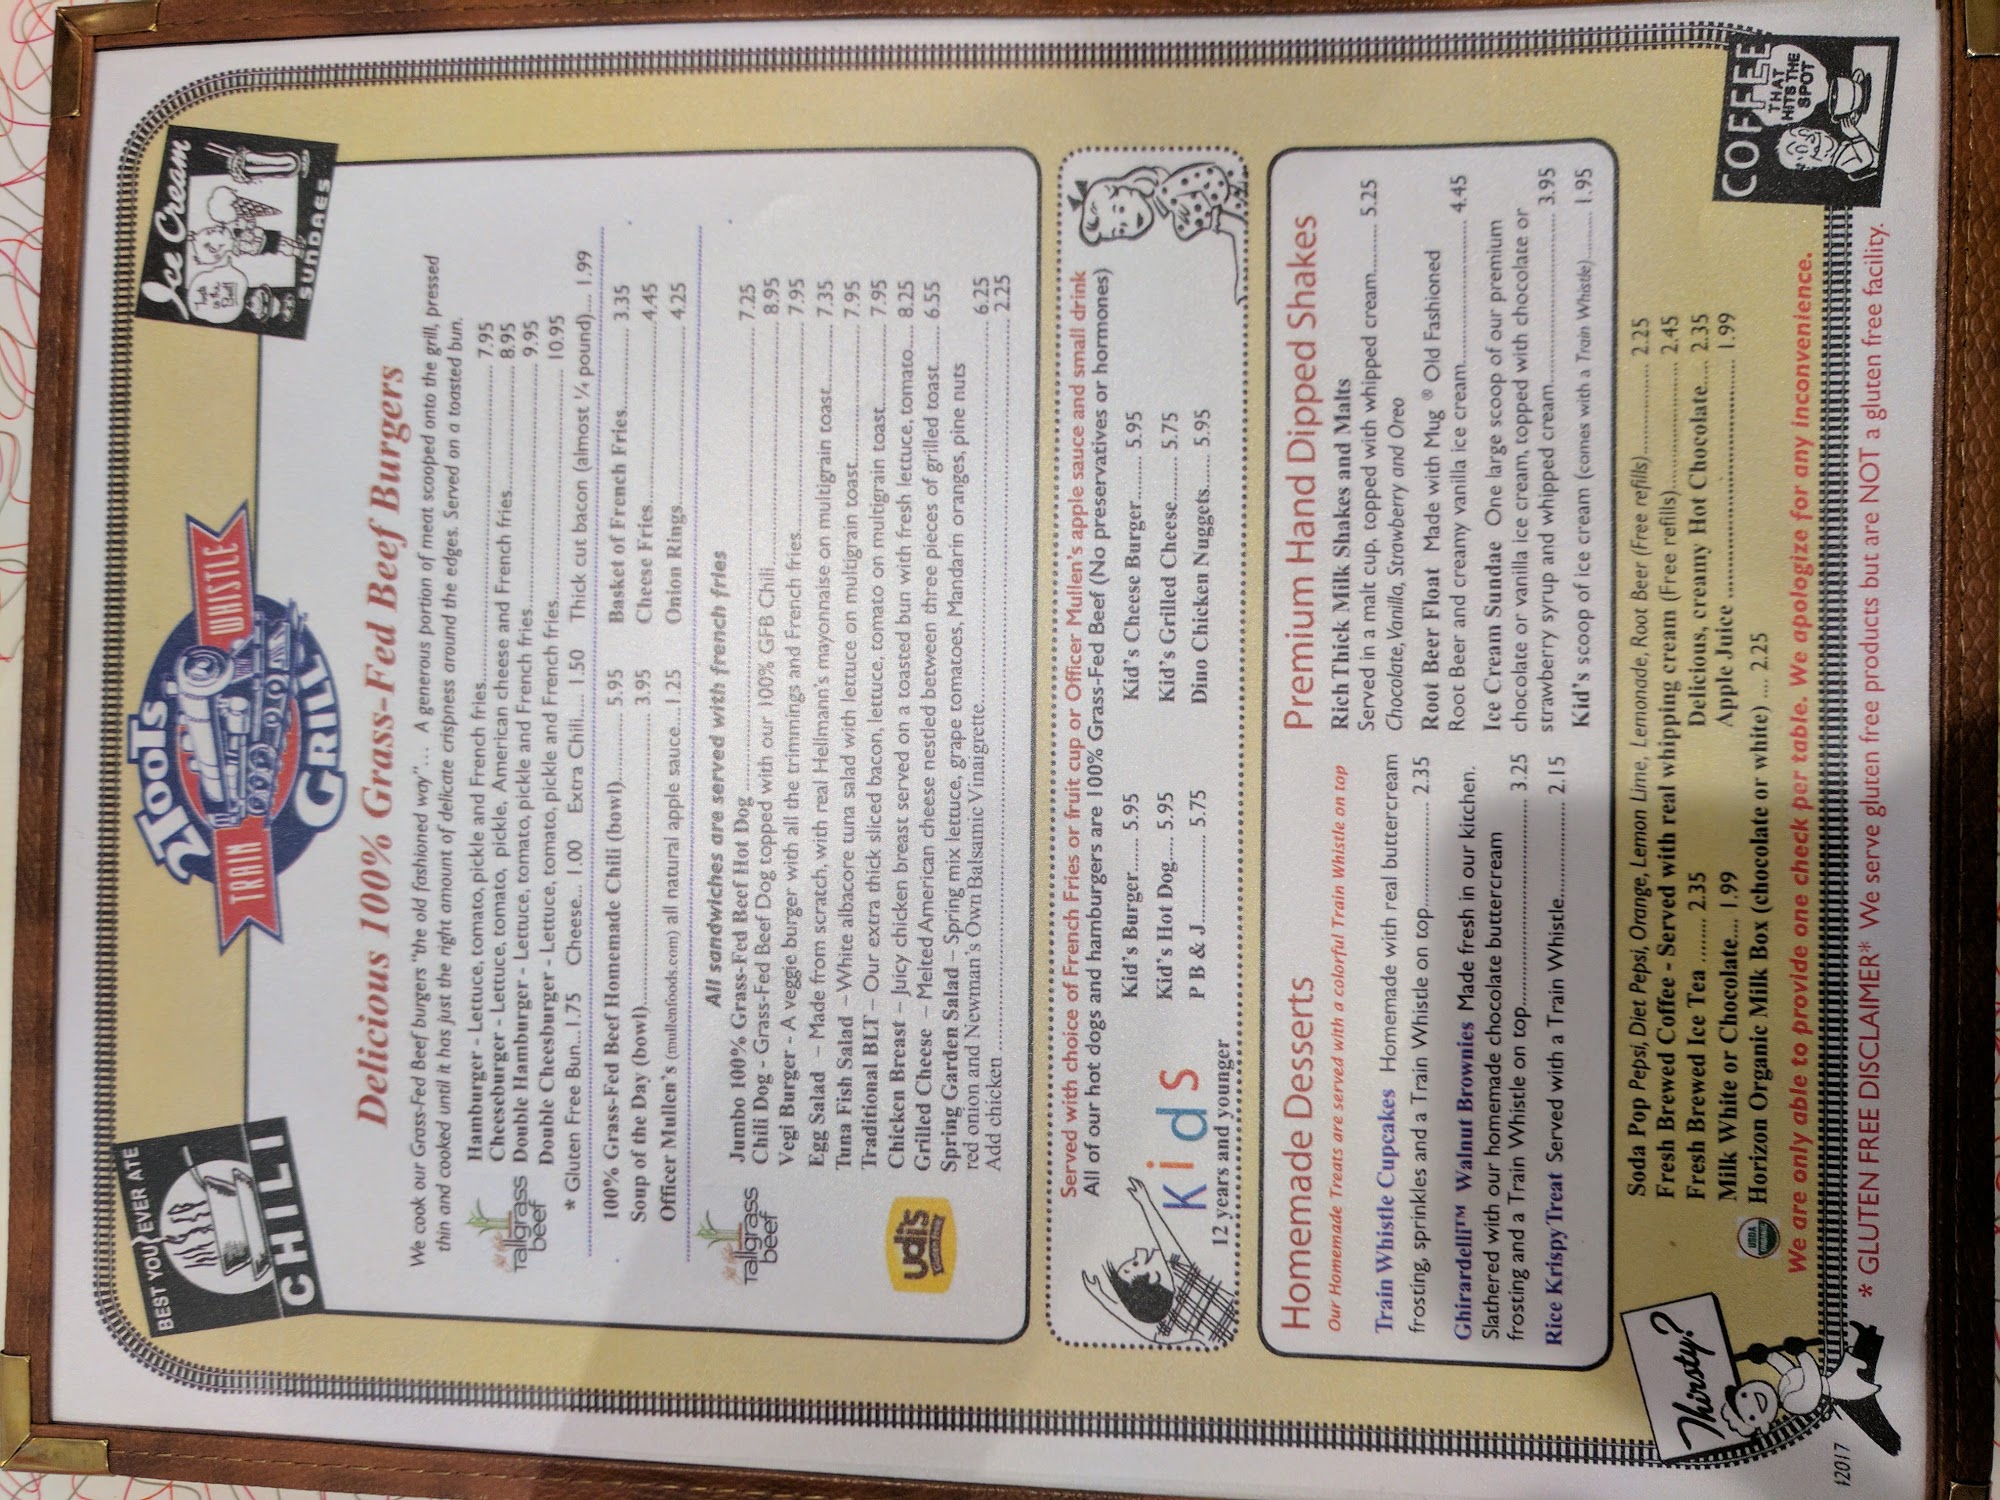 BEST YOU EVER ATE
CHILI
2TOOTS
TRAIN WHISTLE
GRILL
Ice Cream
SUNDAES
Delicious 100% Grass-Fed Beef Burgers
We cook our Grass-Fed Beef burgers "the old fashioned way"... A generous portion of meat scooped onto the grill, pressed
thin and cooked until it has just the right amount of delicate crispness around the edges. Served on a toasted bun.
Hamburger - Lettuce, tomato, pickle and French fries 7.95
Cheeseburger - Lettuce, tomato, pickle, American cheese and French fries 8.95
Double Hamburger - Lettuce, tomato, pickle and French fries 9.95
Double Cheesburger - Lettuce, tomato, pickle and French fries 10.95
Tallgrass
beef
* Gluten Free Bun...1.75 Cheese... 1.00 Extra Chili..... 1.50 Thick cut bacon (almost ¼ pound).... 1.99
100% Grass-Fed Beef Homemade Chili (bowl) 5.95
Soup of the Day (bowl) 3.95
Officer Mullen's (mullenfoods.com) all natural apple sauce....1.25
Basket of French Fries 3.35
Cheese Fries 4.45
Onion Rings 4.25
All sandwiches are served with french fries
Tallgrass
beef
Jumbo 100% Grass-Fed Beef Hot Dog 7.25
Chili Dog - Grass-Fed Beef Dog topped with our 100% GFB Chili 8.95
Vegi Burger - A veggie burger with all the trimmings and French fries 7.95
Egg Salad – Made from scratch, with real Hellmann's mayonnaise on multigrain toast 7.35
Tuna Fish Salad – White albacore tuna salad with lettuce on multigrain toast 7.95
Traditional BLT – Our extra thick sliced bacon, lettuce, tomato on multigrain toast 7.95
Chicken Breast – Juicy chicken breast served on a toasted bun with fresh lettuce, tomato 8.25
Grilled Cheese – Melted American cheese nestled between three pieces of grilled toast 6.55
Spring Garden Salad – Spring mix lettuce, grape tomatoes, Mandarin oranges, pine nuts
red onion and Newman's Own Balsamic Vinaigrette 6.25
Add chicken 2.25
udi's
Served with choice of French Fries or fruit cup or Officer Mullen's apple sauce and small drink
All of our hot dogs and hamburgers are 100% Grass-Fed Beef (No preservatives or hormones)
Kids
12 years and younger
Kid's Burger 5.95
Kid's Hot Dog 5.95
P B & J 5.75
Kid's Cheese Burger 5.95
Kid's Grilled Cheese 5.75
Dino Chicken Nuggets 5.95
Homemade Desserts
Our Homemade Treats are served with a colorful Train Whistle on top
Train Whistle Cupcakes Homemade with real buttercream
frosting, sprinkles and a Train Whistle on top 2.35
Ghirardelli™ Walnut Brownies Made fresh in our kitchen.
Slathered with our homemade chocolate buttercream
frosting and a Train Whistle on top 3.25
Rice Krispy Treat Served with a Train Whistle 2.15
Premium Hand Dipped Shakes
Rich Thick Milk Shakes and Malts
Served in a malt cup, topped with whipped cream 5.25
Chocolate, Vanilla, Strawberry and Oreo
Root Beer Float Made with Mug ® Old Fashioned
Root Beer and creamy vanilla ice cream 4.45
Ice Cream Sundae One large scoop of our premium
chocolate or vanilla ice cream, topped with chocolate or
strawberry syrup and whipped cream 3.95
Kid's scoop of ice cream (comes with a Train Whistle) 1.95
Thirsty?
Soda Pop Pepsi, Diet Pepsi, Orange, Lemon Lime, Lemonade, Root Beer (Free refills) 2.25
Fresh Brewed Coffee - Served with real whipping cream (Free refills) 2.45
Fresh Brewed Ice Tea 2.35
Delicious, creamy Hot Chocolate 2.35
Milk White or Chocolate 1.99
Apple Juice 1.99
USDA
ORGANIC
Horizon Organic Milk Box (chocolate or white) .... 2.25
COFFEE
THAT
HITS THE
SPOT
We are only able to provide one check per table. We apologize for any inconvenience.
* GLUTEN FREE DISCLAIMER* We serve gluten free products but are NOT a gluten free facility.
12017